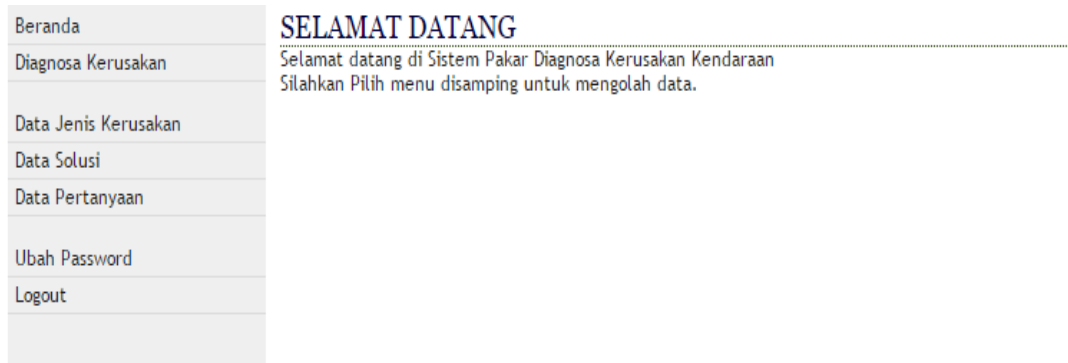 Beranda
Diagnosa Kerusakan
Data Jenis Kerusakan
Data Solusi
Data Pertanyaan
Ubah Password
Logout
SELAMAT DATANG
Selamat datang di Sistem Pakar Diagnosa Kerusakan Kendaraan
Silahkan Pilih menu disamping untuk mengolah data.